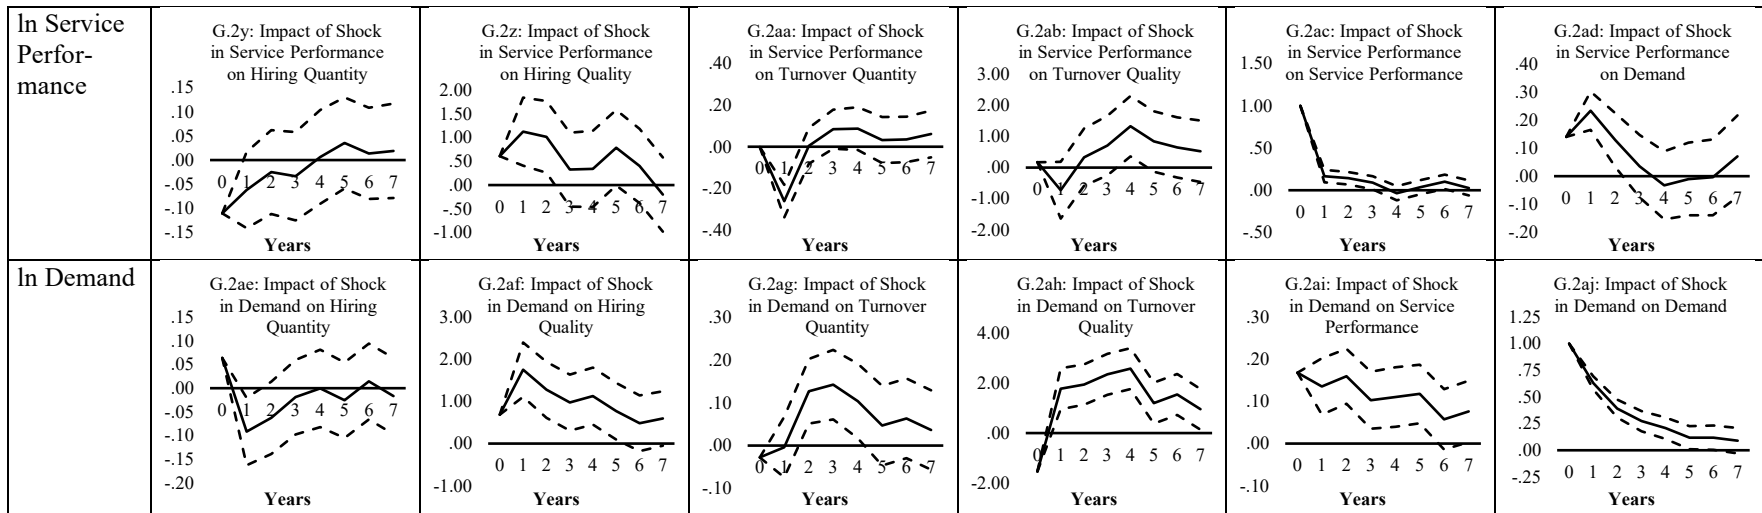 ln Service
Perfor-
mance
G.2y: Impact of Shock
in Service Performance
on Hiring Quantity
.15
.10
.05
.00
-.05
-.10
-.15
0 1 2 3 4 5 6 7
Years
G.2z: Impact of Shock
in Service Performance
on Hiring Quality
2.00
1.50
1.00
.50
.00
-.50
-1.00
0 1 2 3 4 5 6 7
Years
G.2aa: Impact of Shock
in Service Performance
on Turnover Quantity
.40
.20
.00
-.20
-.40
0 1 2 3 4 5 6 7
Years
G.2ab: Impact of Shock
in Service Performance
on Turnover Quality
3.00
2.00
1.00
.00
-1.00
-2.00
0 1 2 3 4 5 6 7
Years
G.2ac: Impact of Shock
in Service Performance
on Service Performance
1.50
1.00
.50
.00
-.50
0 1 2 3 4 5 6 7
Years
G.2ad: Impact of Shock
in Service Performance
on Demand
.40
.30
.20
.10
.00
-.10
-.20
0 1 2 3 4 5 6 7
Years
ln Demand
G.2ae: Impact of Shock
in Demand on Hiring
Quantity
.15
.10
.05
.00
-.05
-.10
-.15
-.20
0 1 2 3 4 5 6 7
Years
G.2af: Impact of Shock
in Demand on Hiring
Quality
3.00
2.00
1.00
.00
-1.00
0 1 2 3 4 5 6 7
Years
G.2ag: Impact of Shock
in Demand on Turnover
Quantity
.30
.20
.10
.00
-.10
0 1 2 3 4 5 6 7
Years
G.2ah: Impact of Shock
in Demand on Turnover
Quality
4.00
2.00
.00
-2.00
0 1 2 3 4 5 6 7
Years
G.2ai: Impact of Shock
in Demand on Service
Performance
.30
.20
.10
.00
-.10
0 1 2 3 4 5 6 7
Years
G.2aj: Impact of Shock
in Demand on Demand
1.25
1.00
.75
.50
.25
.00
-.25
0 1 2 3 4 5 6 7
Years